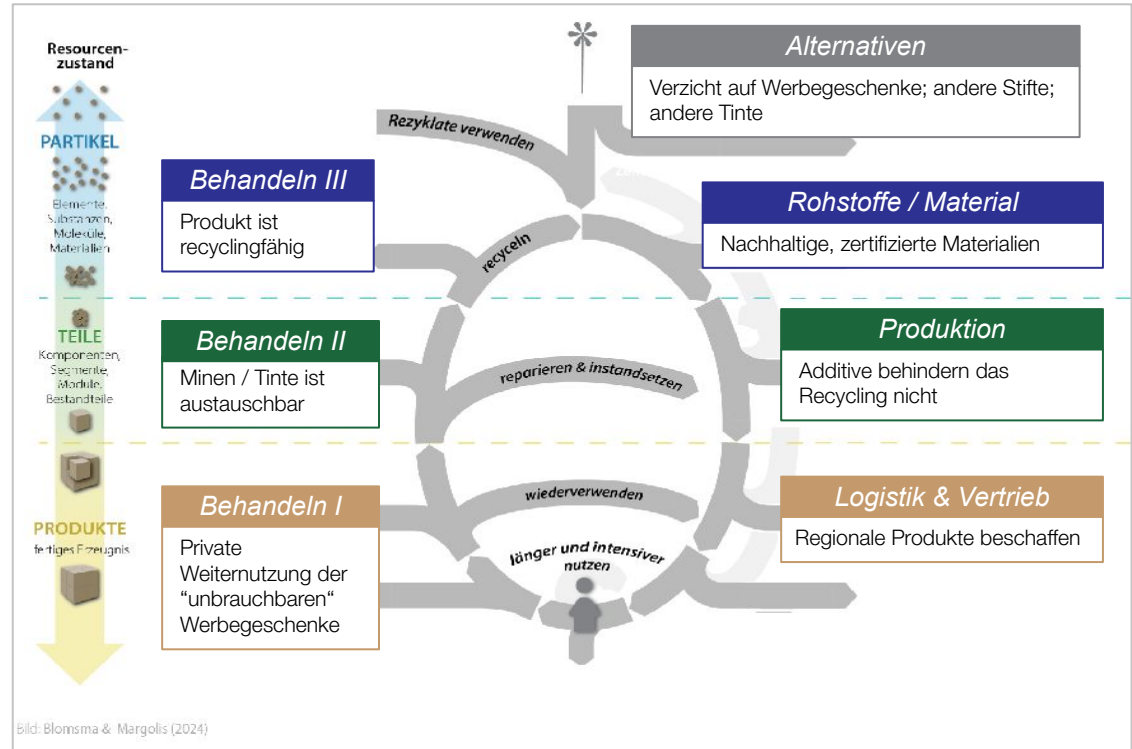 Resourcen-
zustand
PARTIKEL
Elemente,
Substanzen,
Moleküle,
Materialien
TEILE
Komponenten,
Segmente,
Module,
Bestandteile
PRODUKTE
fertiges Erzeugnis
Alternativen
Verzicht auf Werbegeschenke; andere Stifte;
andere Tinte
Rezyklate verwenden
Behandeln III
Produkt ist
recyclingfähig
recyceln
Rohstoffe / Material
Nachhaltige, zertifizierte Materialien
Behandeln II
Minen / Tinte ist
austauschbar
reparieren & instandsetzen
Produktion
Additive behindern das
Recycling nicht
Behandeln I
Private
Weiternutzung der
“unbrauchbaren“
Werbegeschenke
wiederverwenden
länger und intensiver
nutzen
Logistik & Vertrieb
Regionale Produkte beschaffen
Bild: Blomsma & Margolis (2024)